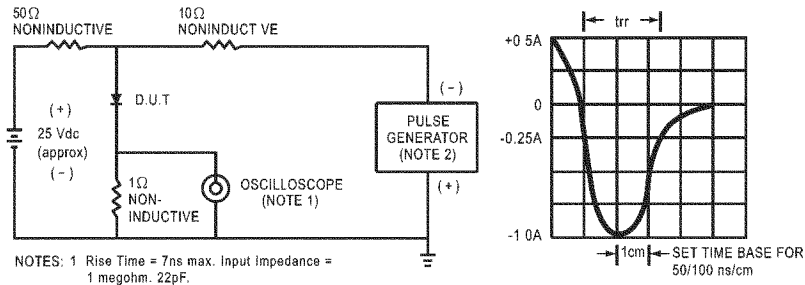 50Ω
NONINDUCTIVE
10Ω
NONINDUCT VE
trr
+0 5A
0
-0.25A
-1 0A
D.U.T
(+)
25 Vdc
(approx)
(−)
(−)
PULSE
GENERATOR
(NOTE 2)
(+)
1Ω
NON-
INDUCTIVE
OSCILLOSCOPE
(NOTE 1)
1cm
SET TIME BASE FOR
50/100 ns/cm
NOTES: 1 Rise Time = 7ns max. Input Impedance =
1 megohm. 22pF.